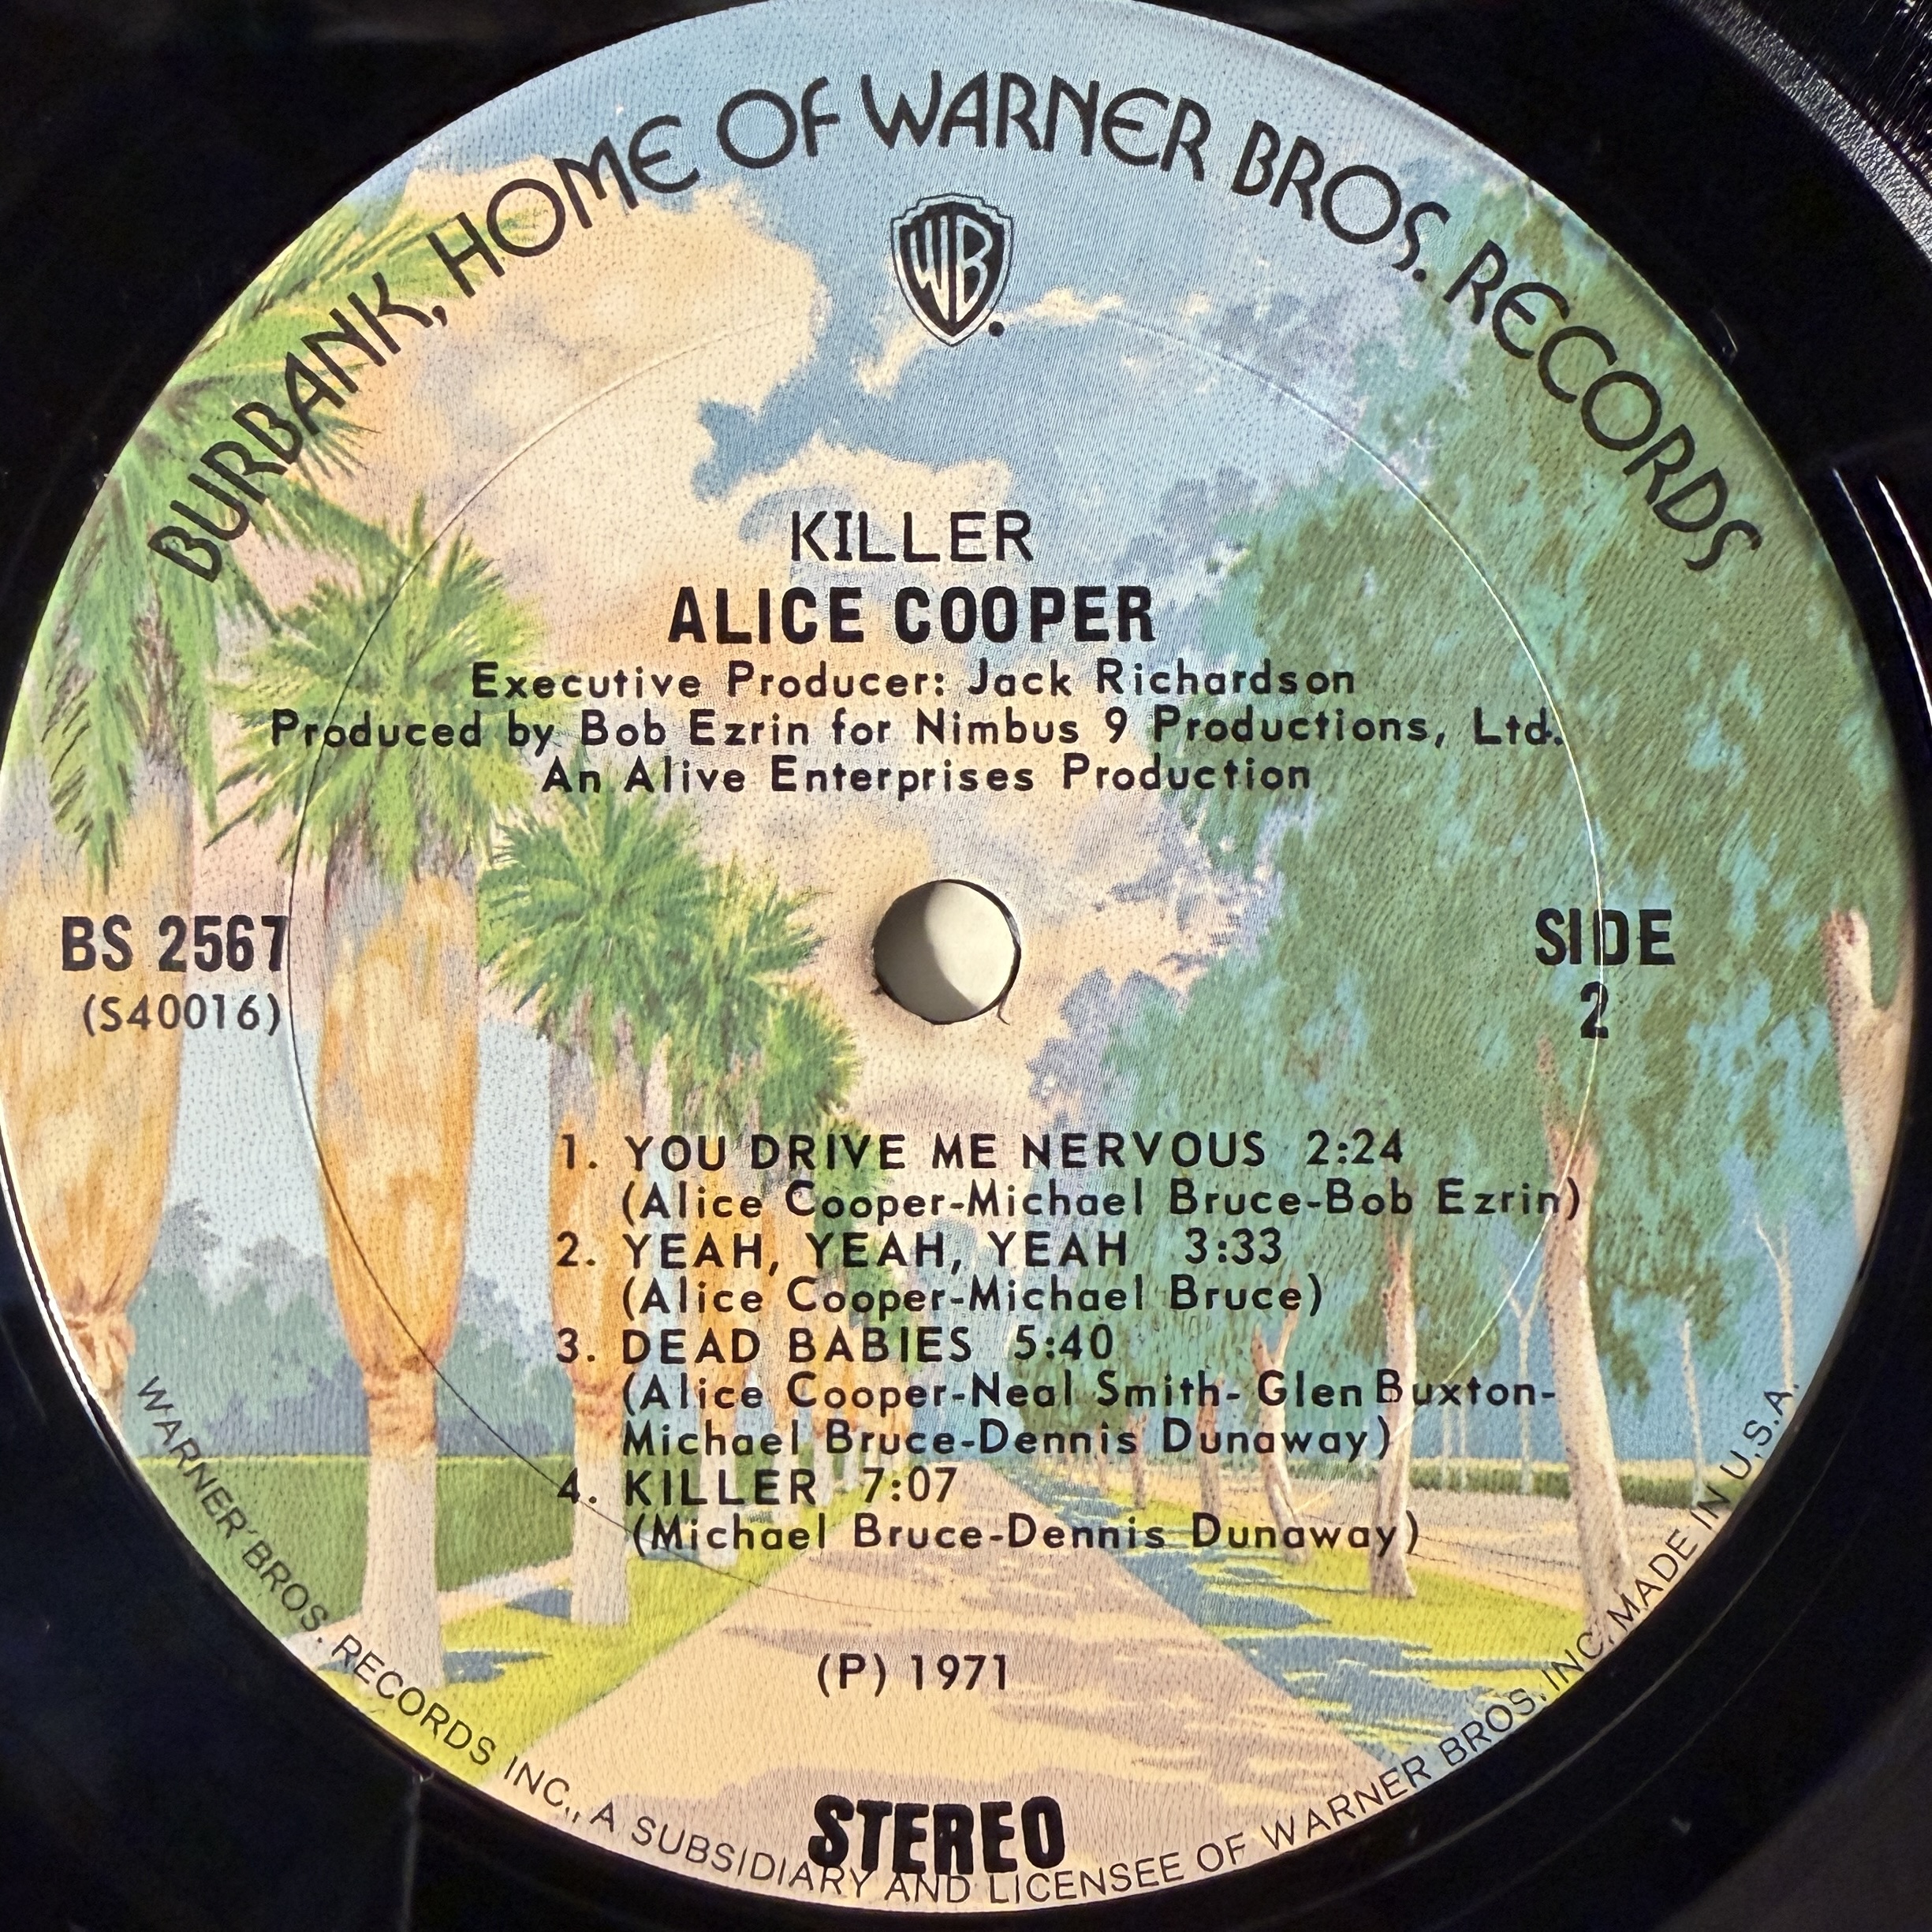 BURBANK, HOME OF WARNER BROS. RECORDS
WB
KILLER
ALICE COOPER
Executive Producer: Jack Richardson
Produced by Bob Ezrin for Nimbus 9 Productions, Ltd.
An Alive Enterprises Production
BS 2567
(S40016)
SIDE
2
1. YOU DRIVE ME NERVOUS 2:24
(Alice Cooper-Michael Bruce-Bob Ezrin)
2. YEAH, YEAH, YEAH 3:33
(Alice Cooper-Michael Bruce)
3. DEAD BABIES 5:40
(Alice Cooper-Neal Smith- Glen Buxton-
Michael Bruce-Dennis Dunaway)
4. KILLER 7:07
(Michael Bruce-Dennis Dunaway)
(P) 1971
STEREO
WARNER BROS. RECORDS INC., A SUBSIDIARY AND LICENSEE OF WARNER BROS. INC. MADE IN U.S.A.